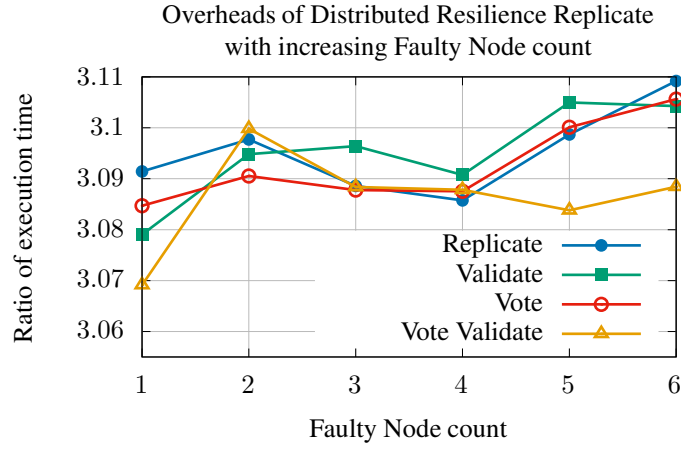 Overheads of Distributed Resilience Replicate
with increasing Faulty Node count
Ratio of execution time
3.11
3.1
3.09
3.08
3.07
3.06
Replicate
Validate
Vote
Vote Validate
1 2 3 4 5 6
Faulty Node count